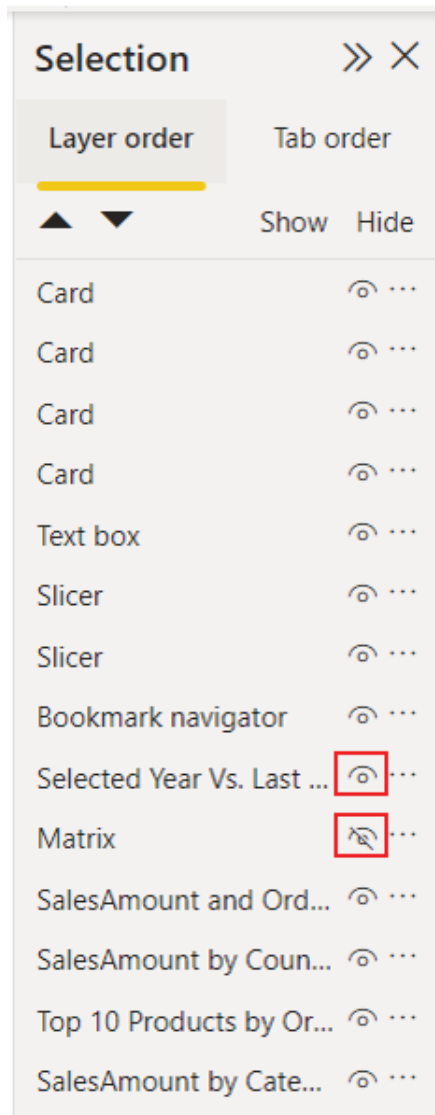 Selection
Layer order Tab order
Show Hide
Card ...
Card ...
Card ...
Card ...
Text box ...
Slicer ...
Slicer ...
Bookmark navigator ...
Selected Year Vs. Last ... ...
Matrix ...
SalesAmount and Ord... ...
SalesAmount by Coun... ...
Top 10 Products by Or... ...
SalesAmount by Cate... ...